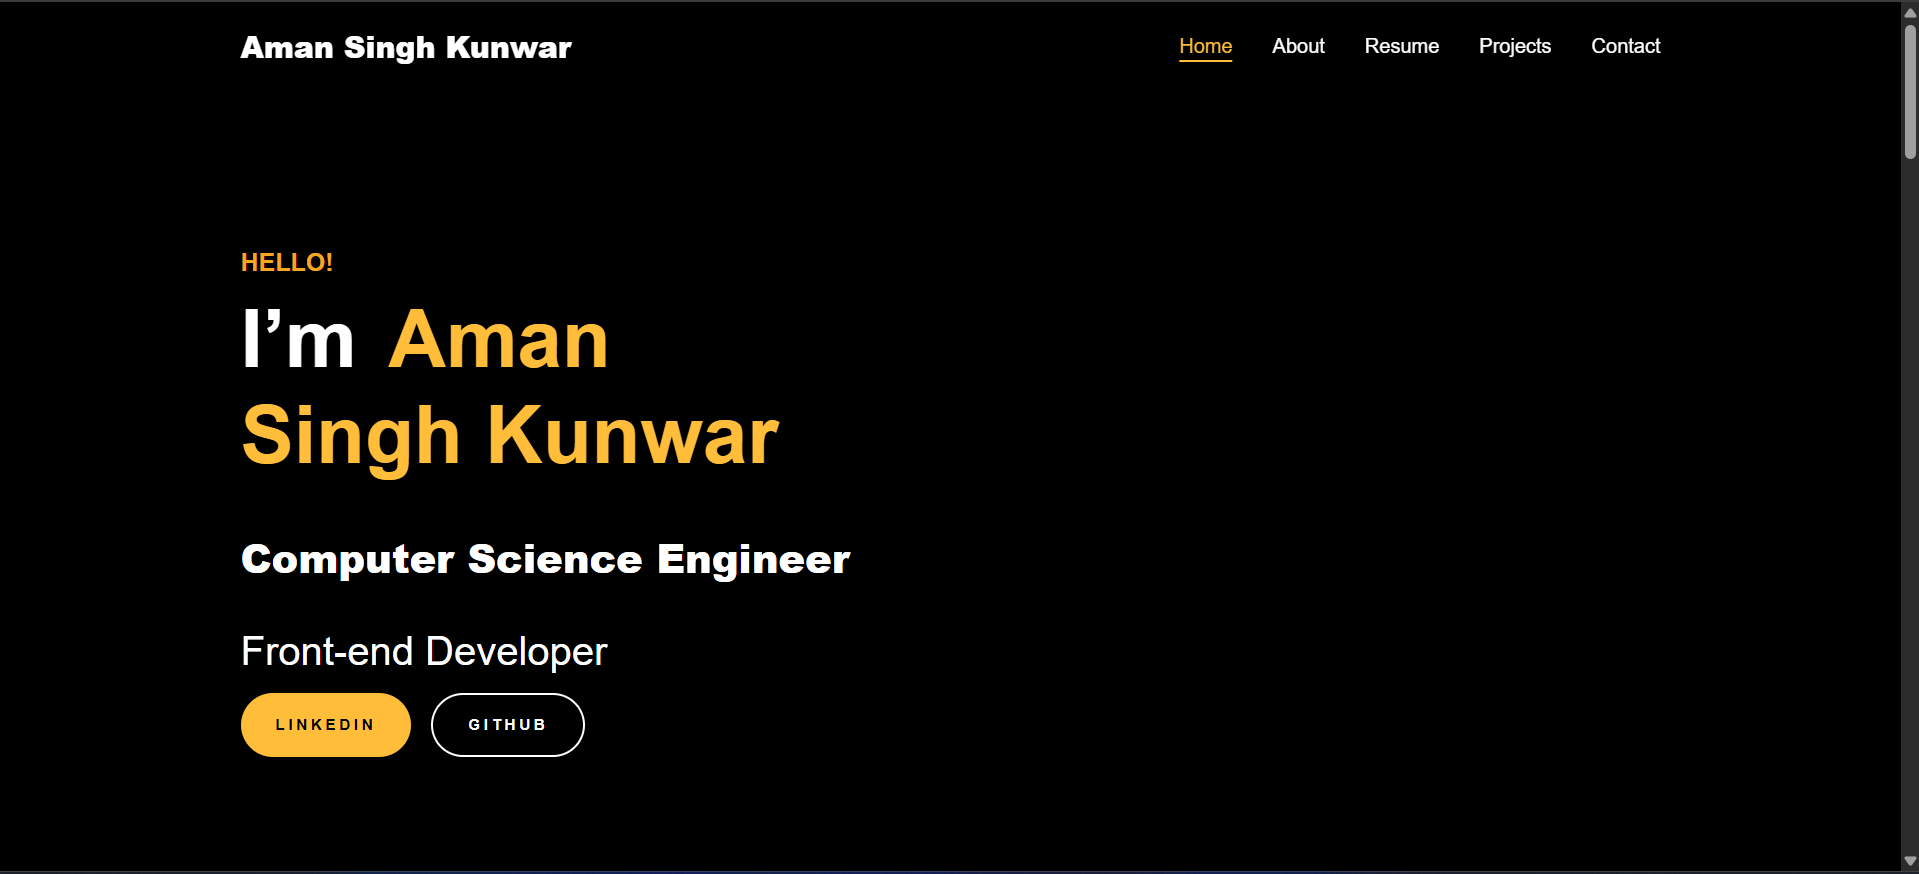 Aman Singh Kunwar
Home About Resume Projects Contact
HELLO!
I’m Aman
Singh Kunwar
Computer Science Engineer
Front-end Developer
LINKEDIN GITHUB